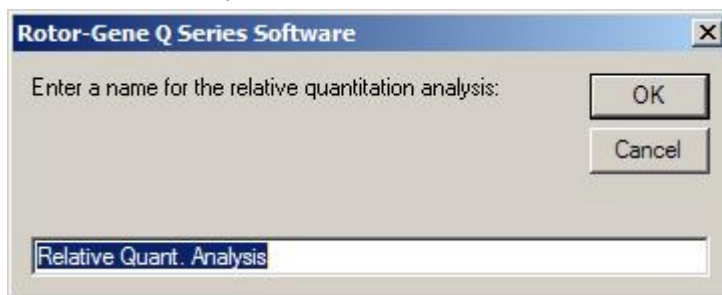 Rotor-Gene Q Series Software
Enter a name for the relative quantitation analysis:
OK
Cancel
Relative Quant. Analysis